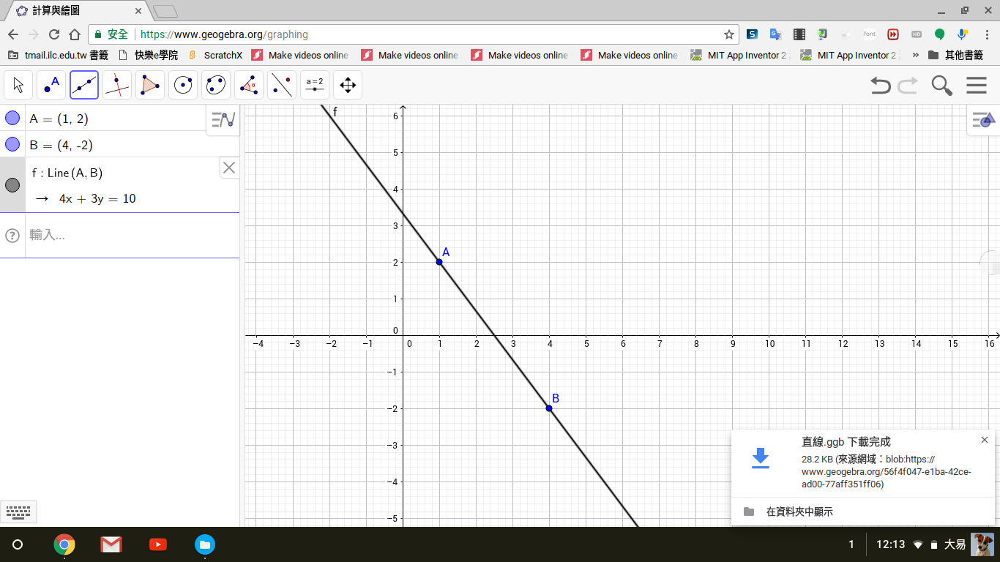 計算與繪圖
安全 https://www.geogebra.org/graphing
font HD
tmail.ilc.edu.tw 書籤 快樂e學院 ScratchX Make videos online Make videos online Make videos online Make videos online MIT App Inventor 2 MIT App Inventor 2 » 其他書籤
A α a=2
A = (1, 2)
B = (4, -2)
f : Line (A, B)
→ 4x + 3y = 10
輸入...
f
6
5
4
3
2
1
0
−1
−2
−3
−4
−5
−4 −3 −2 −1 0 1 2 3 4 5 6 7 8 9 10 11 12 13 14 15 16
A
B
直線.ggb 下載完成
28.2 KB (來源網域：blob:https://
www.geogebra.org/56f4f047-e1ba-42ce-
ad00-77aff351ff06)
在資料夾中顯示
1 12:13 大易